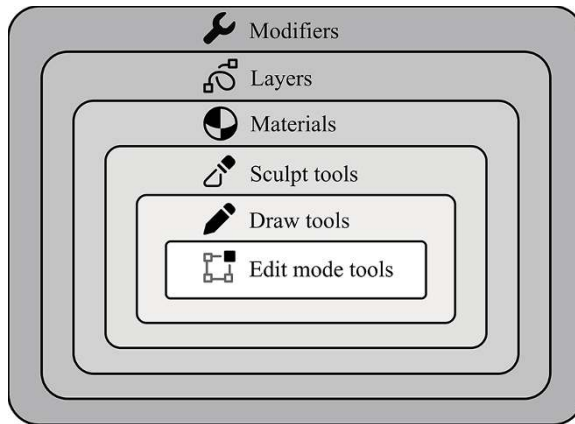 Modifiers
Layers
Materials
Sculpt tools
Draw tools
Edit mode tools